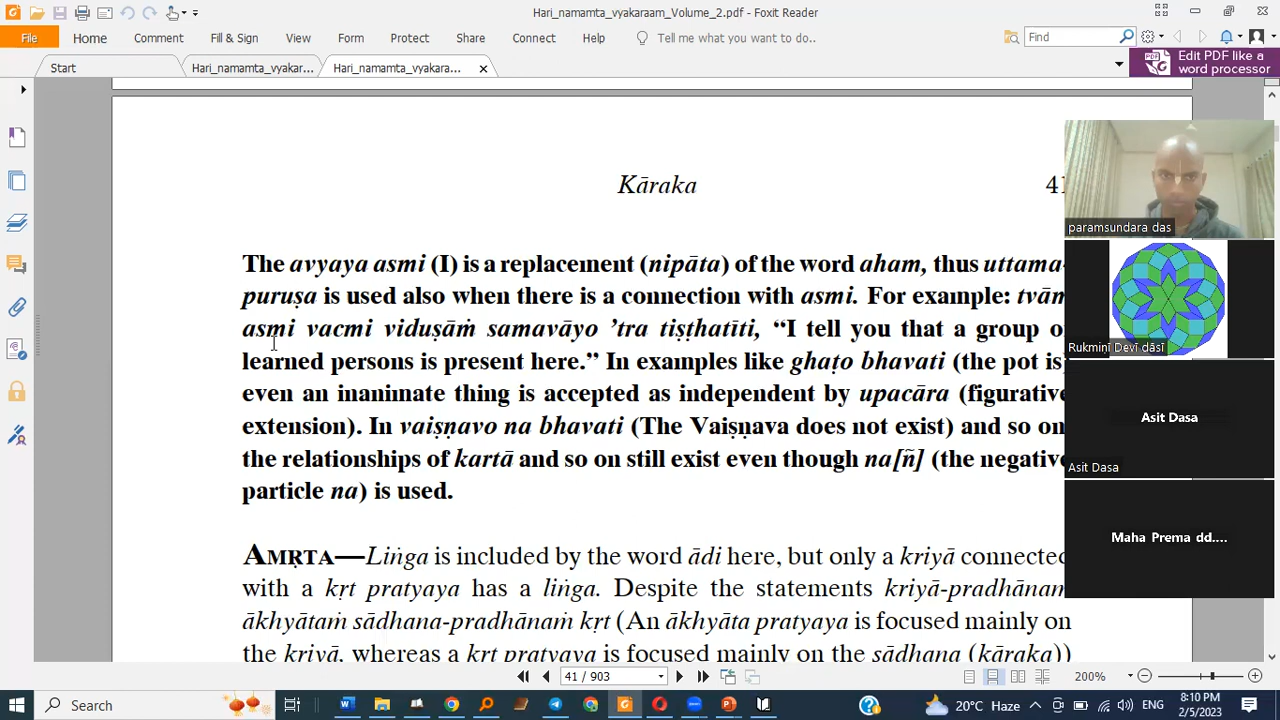 Hari_namamta_vyakaraam_Volume_2.pdf - Foxit Reader
File Home Comment Fill & Sign View Form Protect Share Connect Help Tell me what you want to do.. Find
Start Hari_namamta_vyakar... Hari_namamta_vyakara...
Edit PDF like a
word processor
Kāraka 41
The avyaya asmi (I) is a replacement (nipāta) of the word aham, thus uttama-
puruṣa is used also when there is a connection with asmi. For example: tvām
asmi vacmi viduṣāṁ samavāyo 'tra tiṣṭhatīti, “I tell you that a group of
learned persons is present here.” In examples like ghaṭo bhavati (the pot is)
even an inanimate thing is accepted as independent by upacāra (figurative
extension). In vaiṣṇavo na bhavati (The Vaiṣṇava does not exist) and so on
the relationships of kartā and so on still exist even though na[ñ] (the negative
particle na) is used.
AMṚTA—Liṅga is included by the word ādi here, but only a kriyā connected
with a kṛt pratyaya has a liṅga. Despite the statements kriyā-pradhānam
ākhyātaṁ sādhana-pradhānaṁ kṛt (An ākhyāta pratyaya is focused mainly on
the kriyā, whereas a kṛt pratyaya is focused mainly on the sādhana (kāraka))
paramsundara das
Rukmiṇī Devī dāsī
Asit Dasa
Asit Dasa
Maha Prema dd....
41 / 903
200%
Search
20°C Haze
8:10 PM
2/5/2023